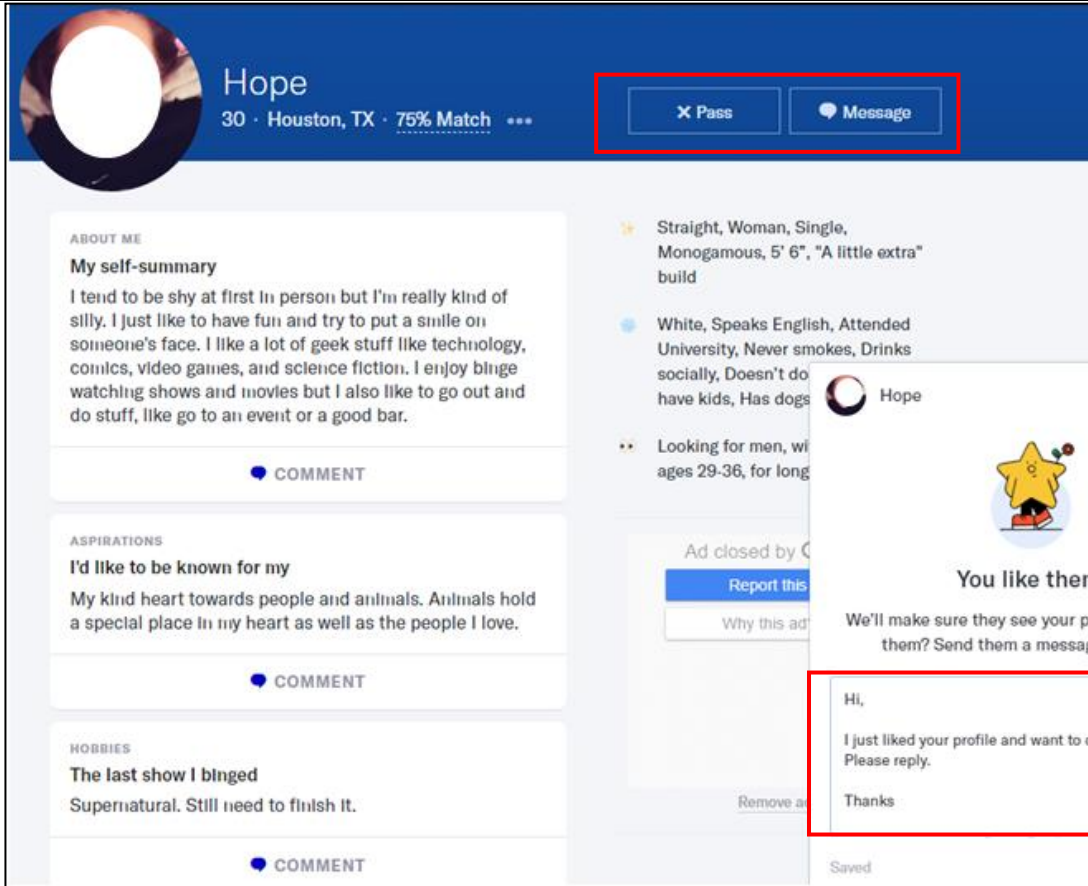 Hope
30 · Houston, TX · 75% Match
X Pass
Message
ABOUT ME
My self-summary
I tend to be shy at first in person but I'm really kind of
silly. I just like to have fun and try to put a smile on
someone's face. I like a lot of geek stuff like technology,
comics, video games, and science fiction. I enjoy binge
watching shows and movies but I also like to go out and
do stuff, like go to an event or a good bar.
COMMENT
ASPIRATIONS
I'd like to be known for my
My kind heart towards people and animals. Animals hold
a special place in my heart as well as the people I love.
COMMENT
HOBBIES
The last show I binged
Supernatural. Still need to finish it.
COMMENT
Straight, Woman, Single,
Monogamous, 5' 6", "A little extra"
build
White, Speaks English, Attended
University, Never smokes, Drinks
socially, Doesn't do
have kids, Has dogs
Looking for men,
ages 29-36, for long
Ad closed by
Report this
Why this ad
Remove
Hope
You like
We'll make sure they see your
them? Send them a
Hi,
I just liked your profile and want to
Please reply.
Thanks
Saved